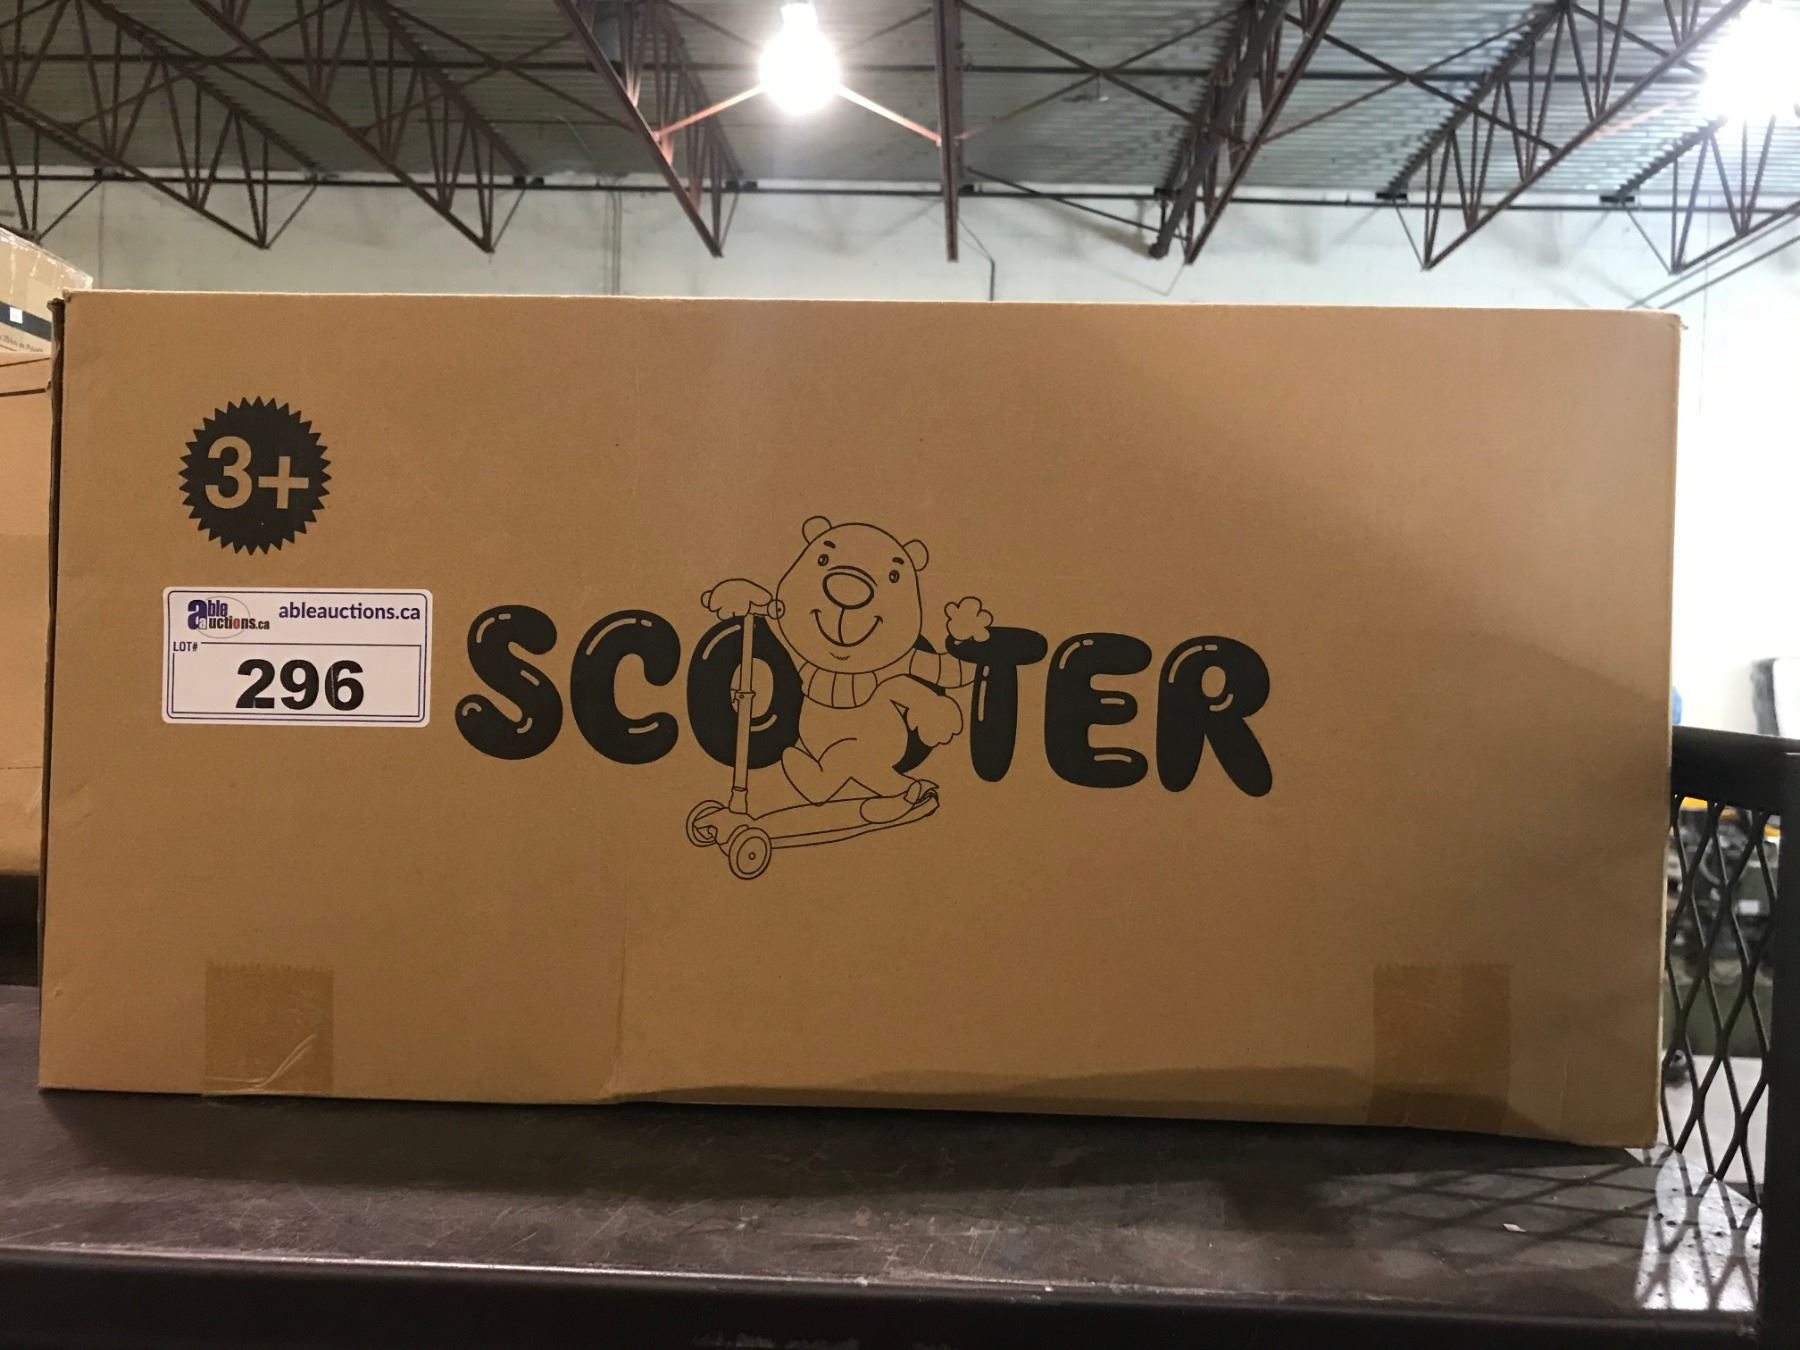 3+
able auctions.ca
ableauctions.ca
LOT#
296
SCOOTER